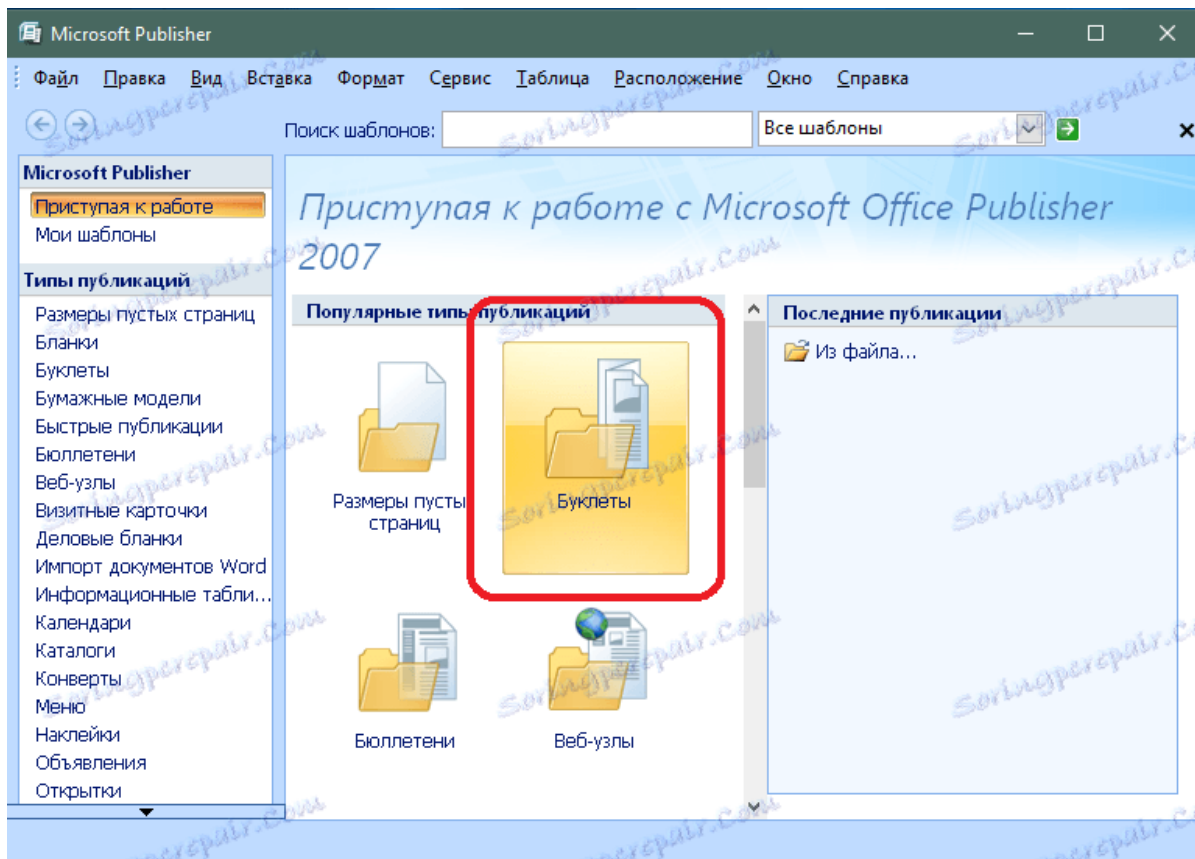 Microsoft Publisher
Файл Правка Вид Вставка Формат Сервис Таблица Расположение Окно Справка
Поиск шаблонов: Все шаблоны
Microsoft Publisher
Приступая к работе
Мои шаблоны
Типы публикаций
Размеры пустых страниц
Бланки
Буклеты
Бумажные модели
Быстрые публикации
Бюллетени
Веб-узлы
Визитные карточки
Деловые бланки
Импорт документов Word
Информационные табли...
Календари
Каталоги
Конверты
Меню
Наклейки
Объявления
Открытки
Приступая к работе с Microsoft Office Publisher
2007
Популярные типы публикаций
Размеры пусты
страниц
Буклеты
Бюллетени
Веб-узлы
Последние публикации
Из файла...
Soringpcrepair.Com